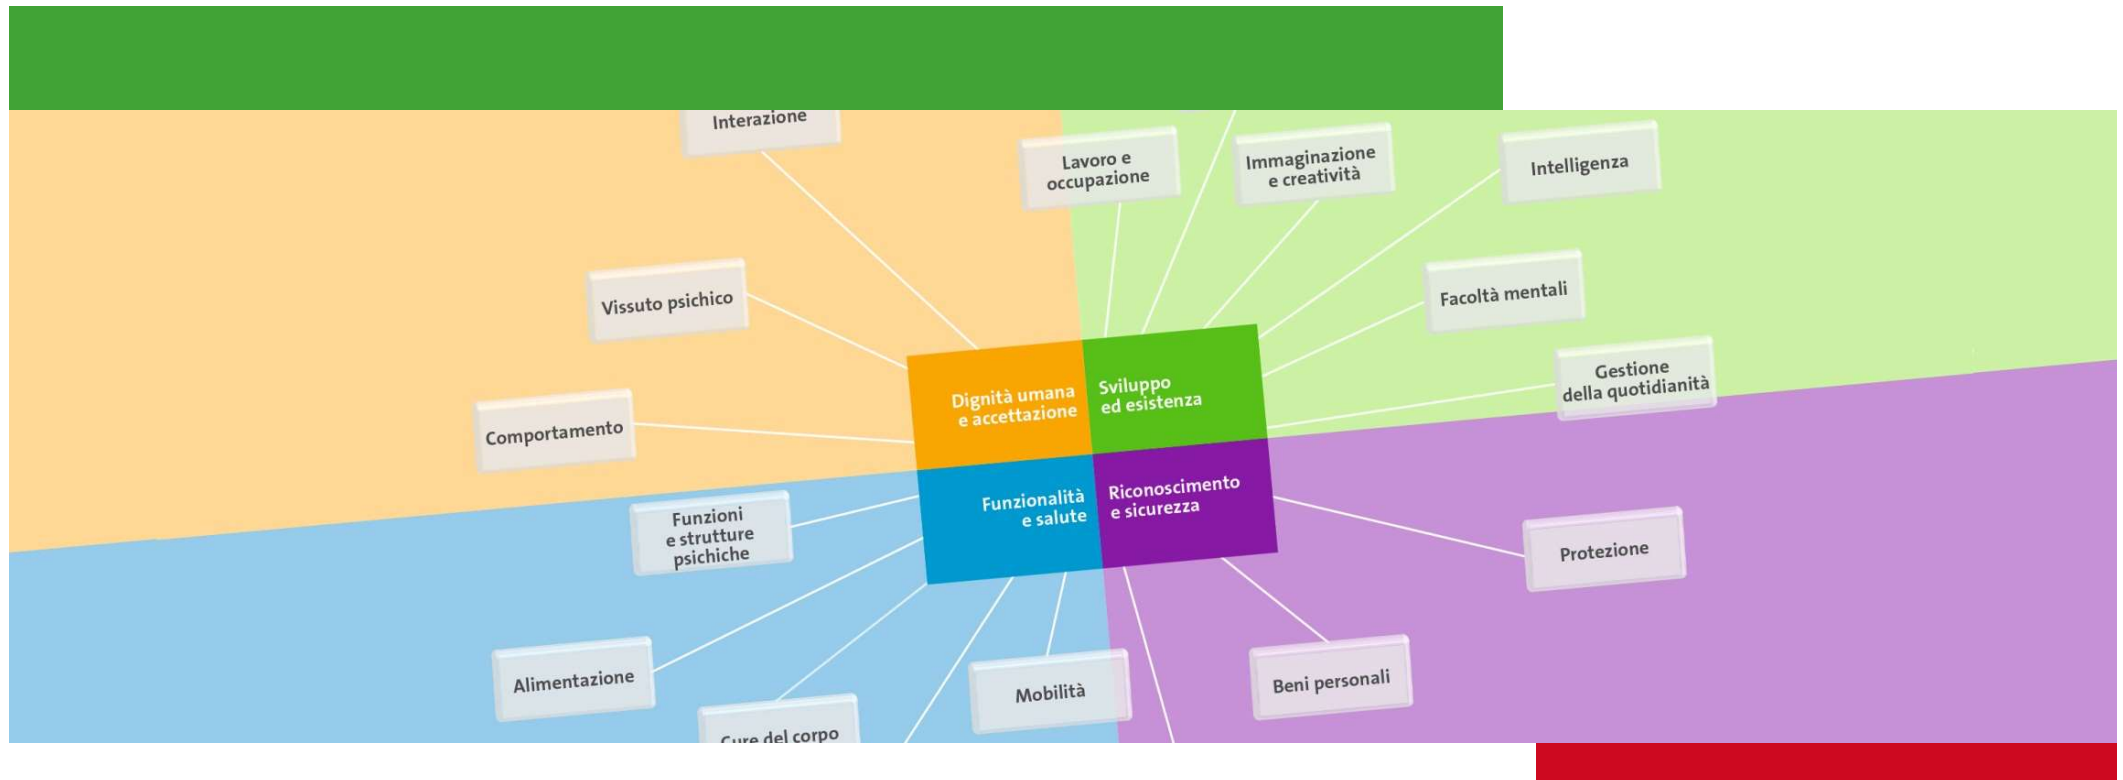 Interazione
Lavoro e
occupazione
Immaginazione
e creatività
Intelligenza
Vissuto psichico
Facoltà mentali
Gestione
della quotidianità
Comportamento
Dignità umana
e accettazione
Sviluppo
ed esistenza
Funzionalità
e salute
Riconoscimento
e sicurezza
Funzioni
e strutture
psichiche
Protezione
Alimentazione
Mobilità
Beni personali
Cure del corpo